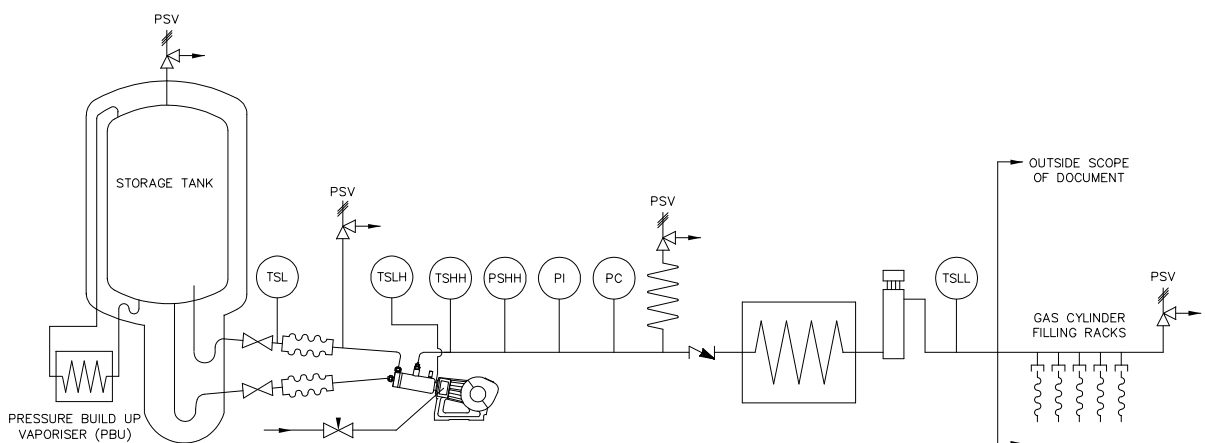 PSV
STORAGE TANK
PSV
PSV
OUTSIDE SCOPE
OF DOCUMENT
TSL
TSLH
TSHH
PSHH
PI
PC
TSLL
PSV
GAS CYLINDER
FILLING RACKS
PRESSURE BUILD UP
VAPORISER (PBU)